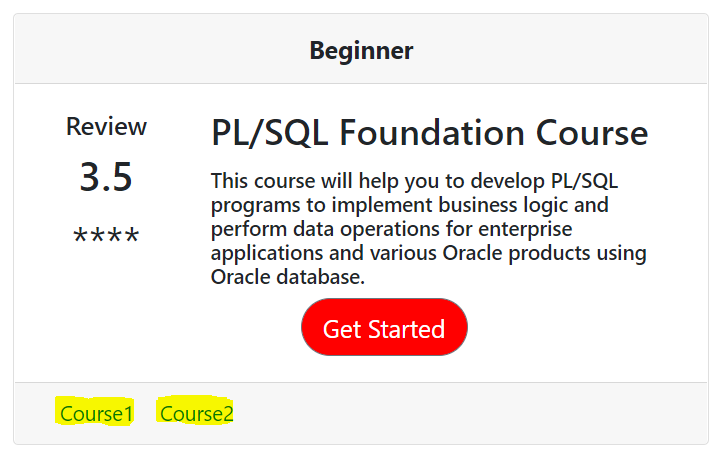 Beginner
Review
3.5
****
PL/SQL Foundation Course
This course will help you to develop PL/SQL
programs to implement business logic and
perform data operations for enterprise
applications and various Oracle products using
Oracle database.
Get Started
Course1 Course2